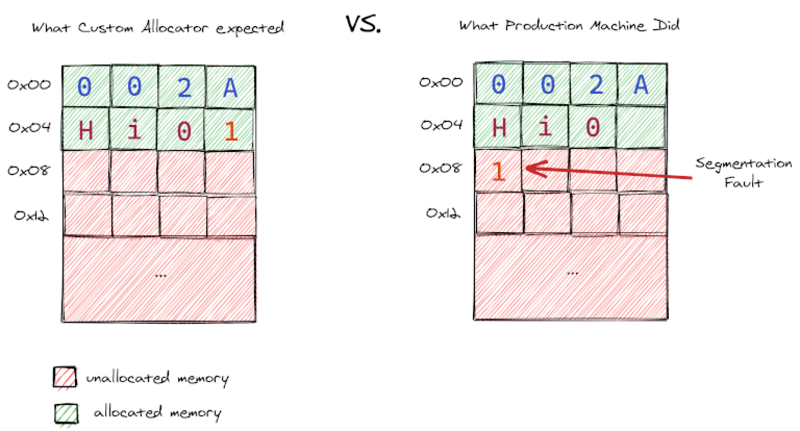 What Custom Allocator expected
VS.
What Production Machine Did
0x00
0 0 2 A
0x04
H i 0 1
0x08
0x12
...
0x00
0 0 2 A
0x04
H i 0
0x08
1
Segmentation
Fault
0x12
...
unallocated memory
allocated memory